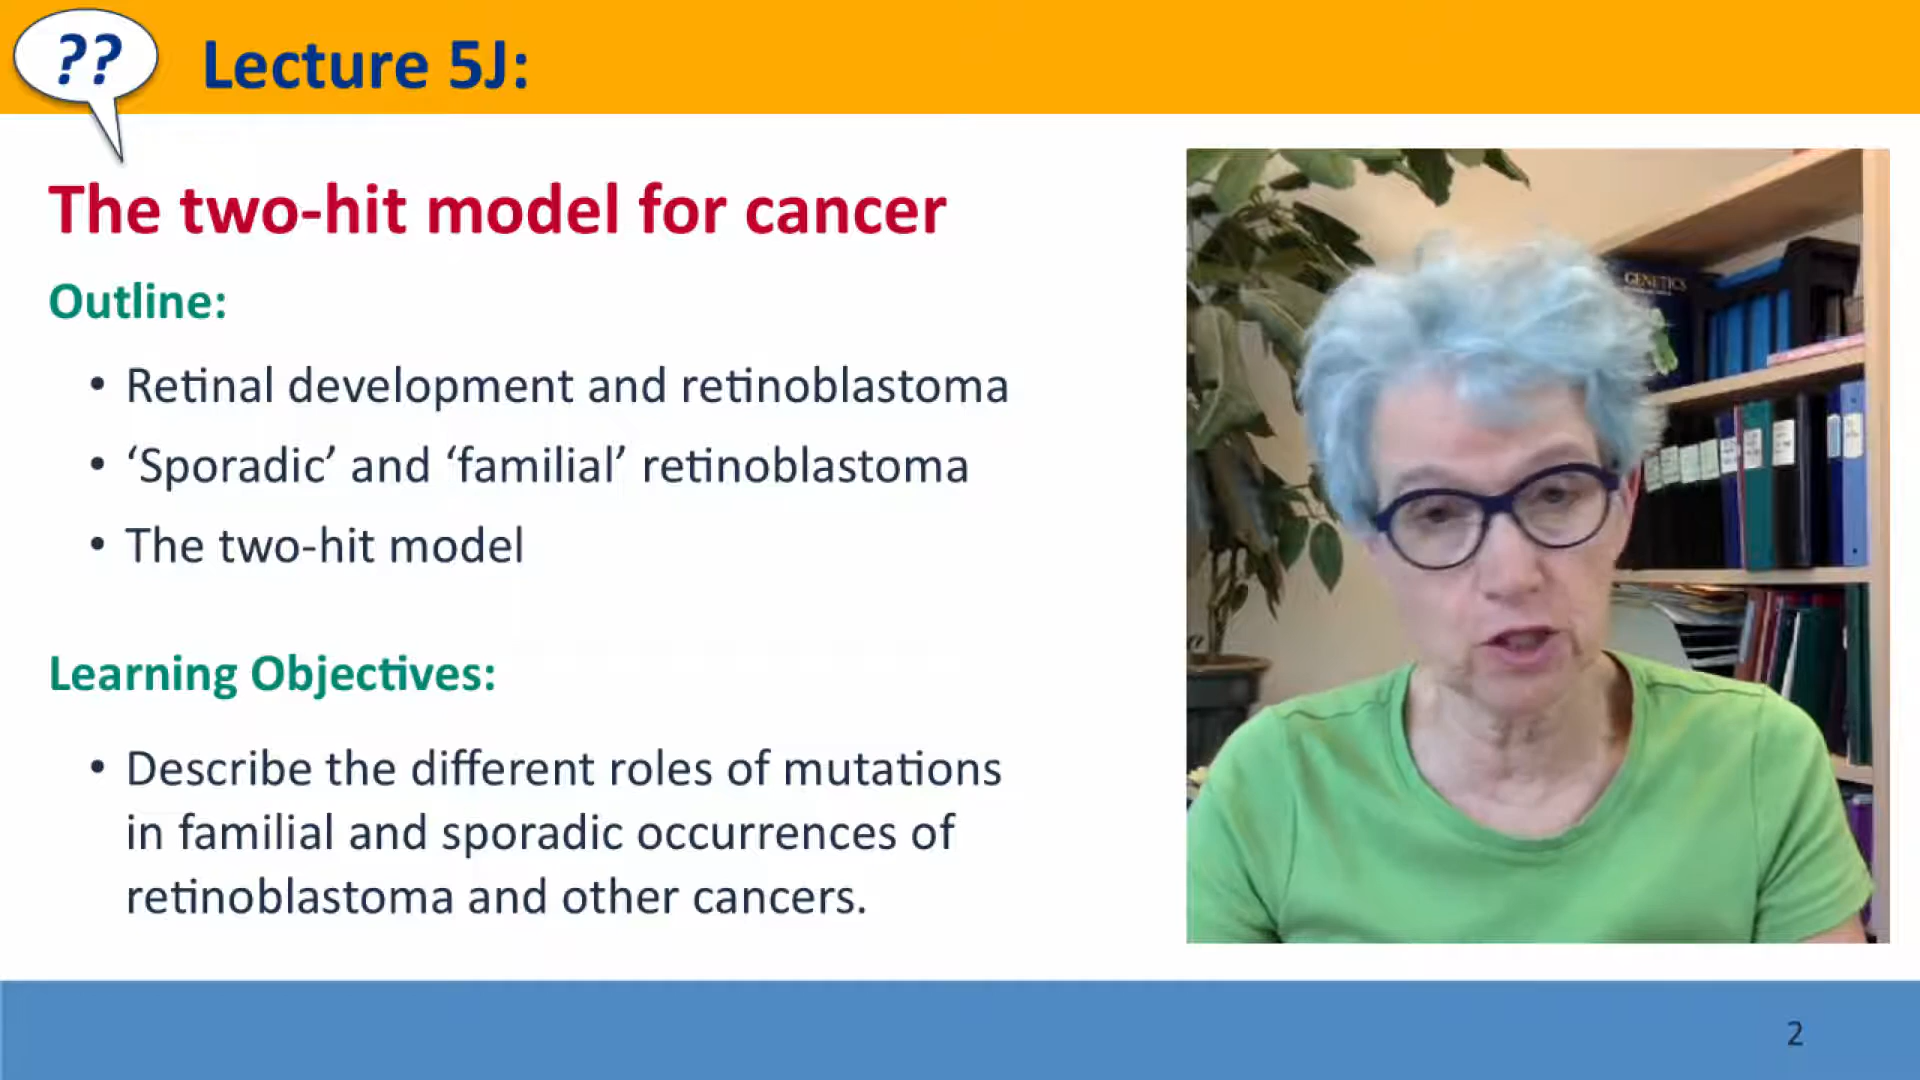 ??
Lecture 5J:
The two-hit model for cancer
Outline:
• Retinal development and retinoblastoma
• ‘Sporadic’ and ‘familial’ retinoblastoma
• The two-hit model
Learning Objectives:
• Describe the different roles of mutations
in familial and sporadic occurrences of
retinoblastoma and other cancers.
GENETICS
2